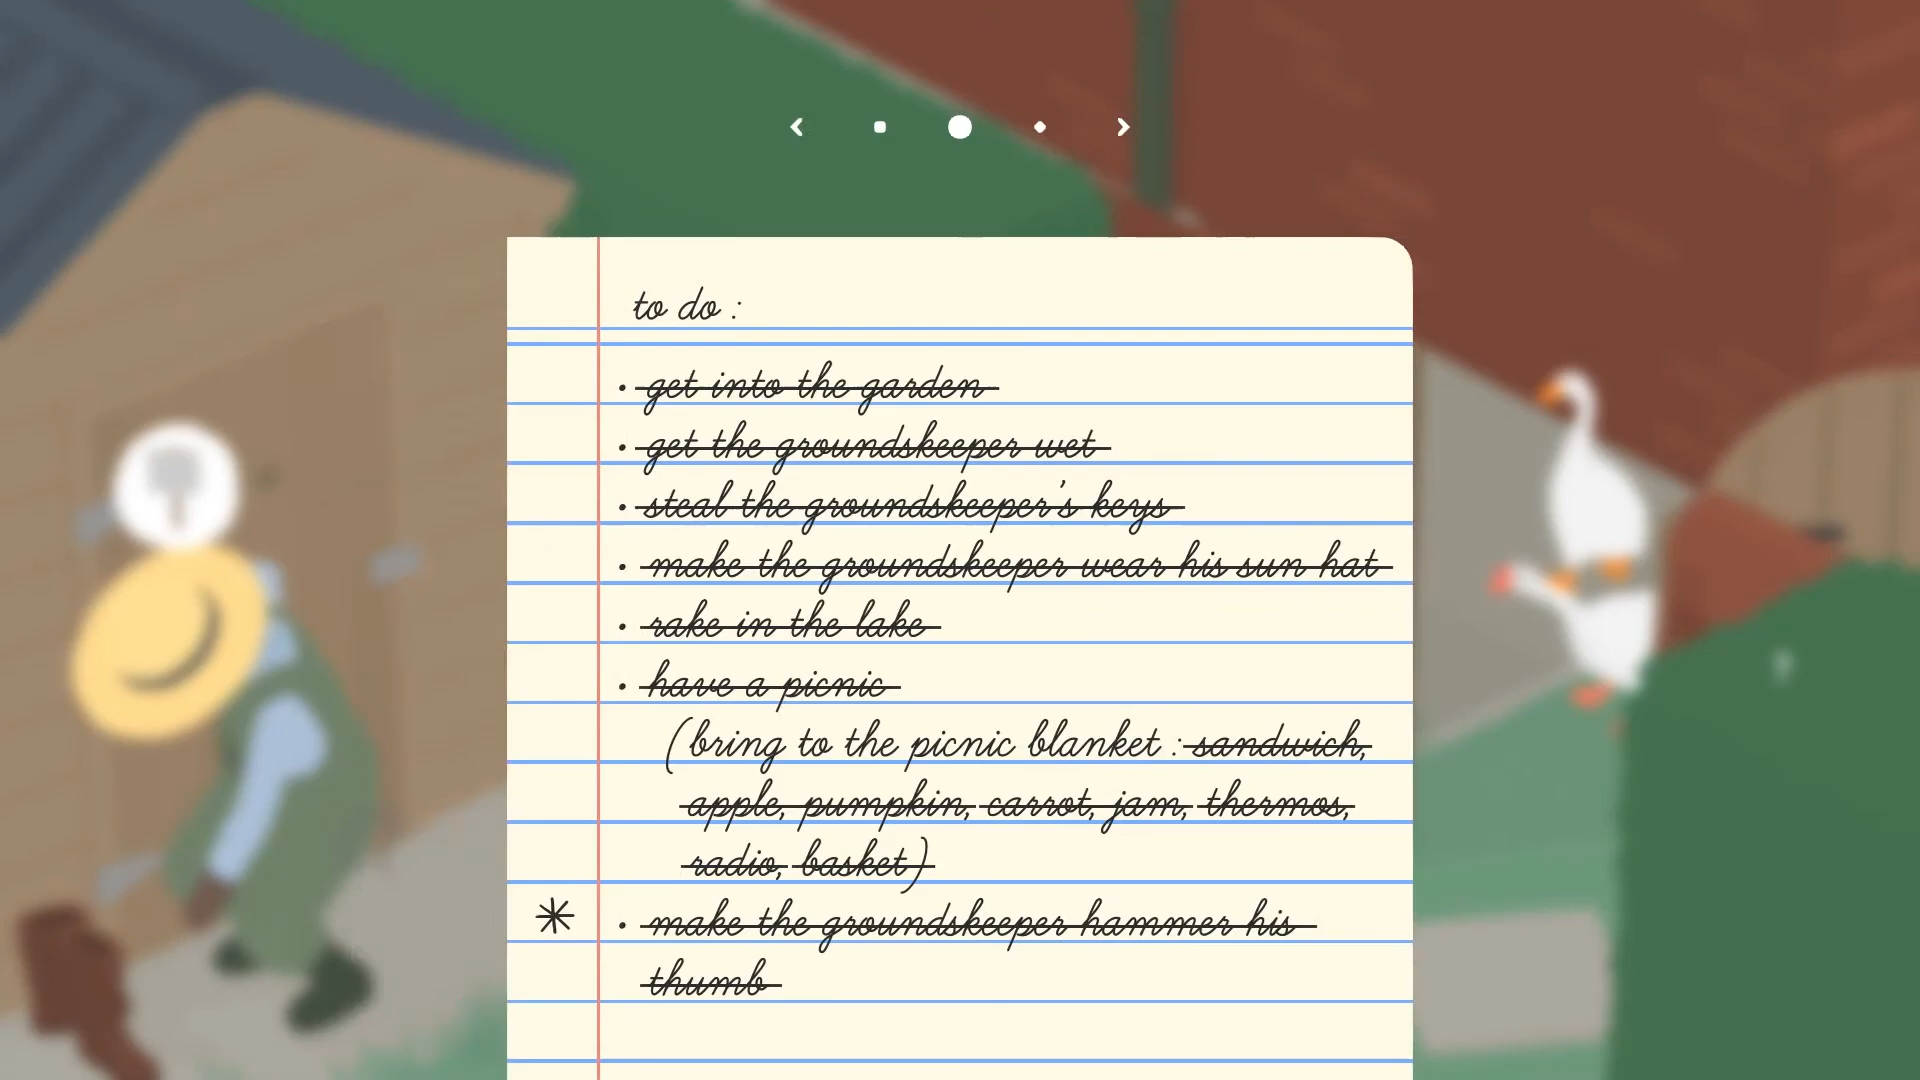 to do :
• get into the garden
• get the groundskeeper wet
• steal the groundskeeper's keys
• make the groundskeeper wear his sun hat
• rake in the lake
• have a picnic
(bring to the picnic blanket : sandwich,
apple, pumpkin, carrot, jam, thermos,
radio, basket)
• make the groundskeeper hammer his
thumb